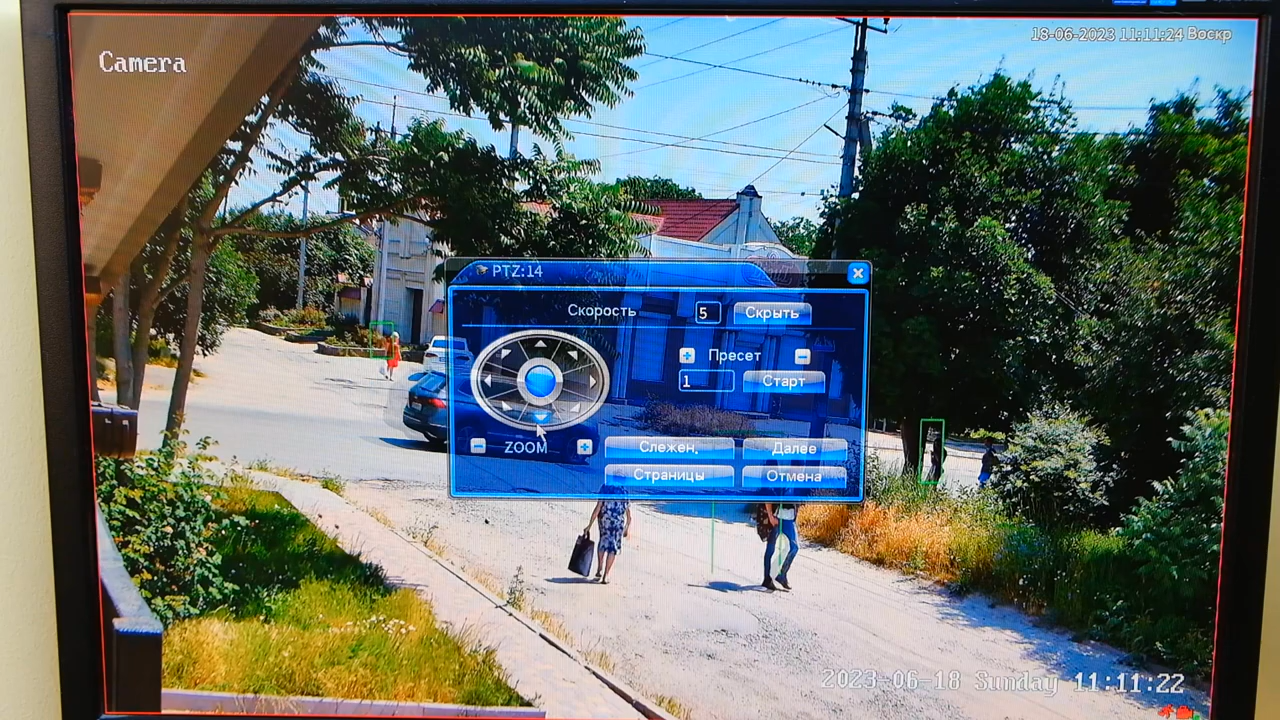 18-06-2023 11:11:24 Воскр
Camera
PTZ:14
Скорость 5 Скрыть
Пресет
1 Старт
ZOOM
Слежен. Далее
Страницы Отмена
2023-06-18 Sunday 11:11:22